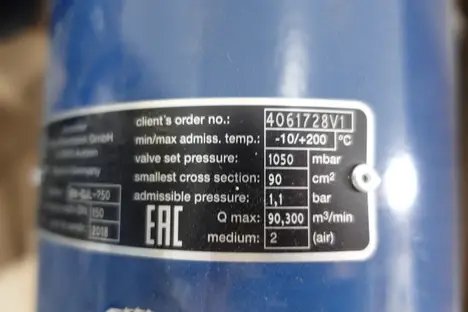 client's order no.: 4061728V1
GmbH min/max admiss. temp.: -10/+200 °C
valve set pressure: 1050 mbar
smallest cross section: 90 cm²
admissible pressure: 1,1 bar
150 EAC Q max: 90,300 m³/min
2018 medium: 2 (air)